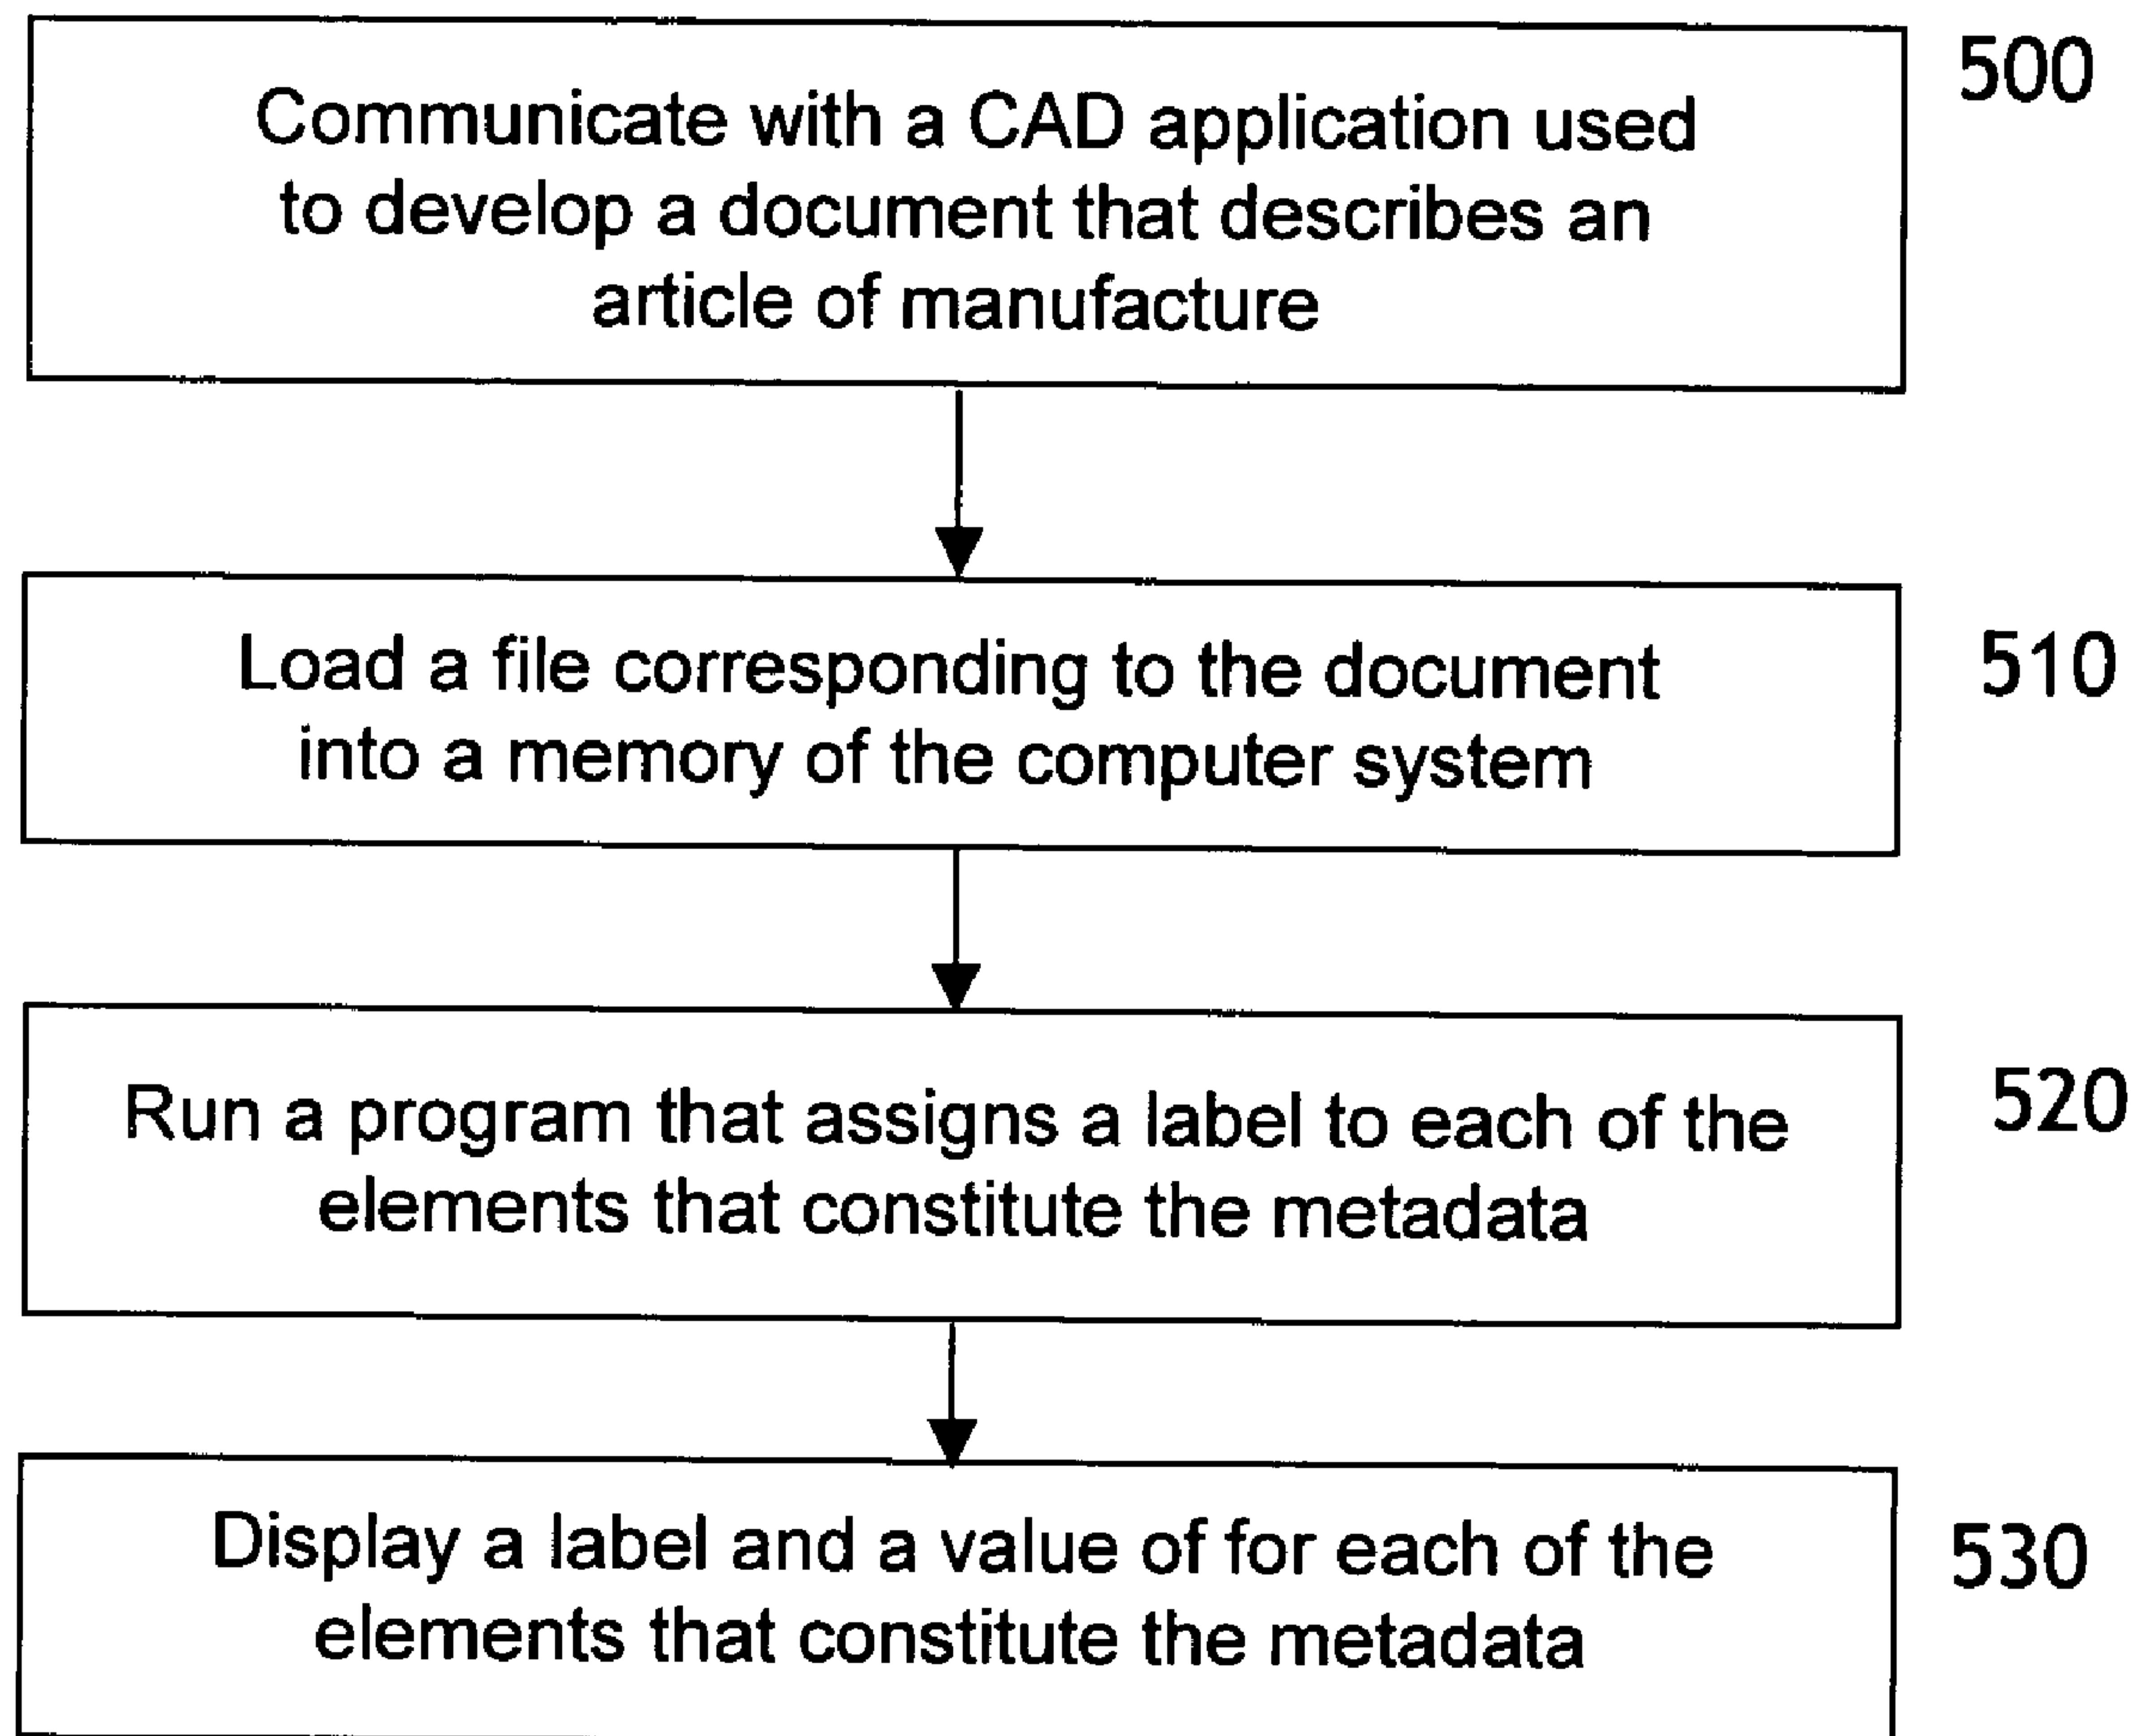 Communicate with a CAD application used
to develop a document that describes an
article of manufacture
500
Load a file corresponding to the document
into a memory of the computer system
510
Run a program that assigns a label to each of the
elements that constitute the metadata
520
Display a label and a value of for each of the
elements that constitute the metadata
530